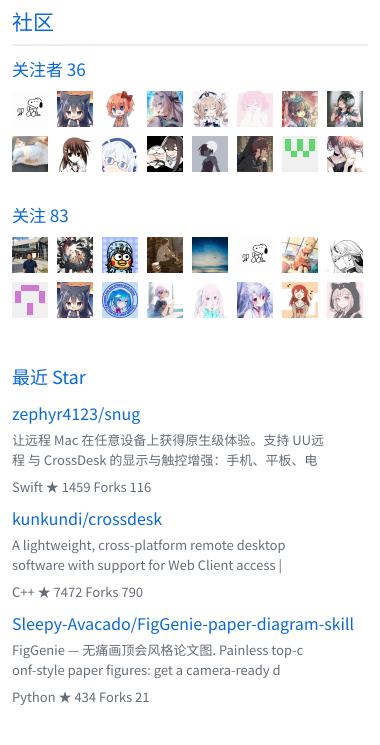 社区
关注者 36
关注 83
最近 Star
zephyr4123/snug
让远程 Mac 在任意设备上获得原生级体验。支持 UU远
程 与 CrossDesk 的显示与触控增强：手机、平板、电
Swift ★ 1459 Forks 116
kunkundi/crossdesk
A lightweight, cross-platform remote desktop
software with support for Web Client access |
C++ ★ 7472 Forks 790
Sleepy-Avacado/FigGenie-paper-diagram-skill
FigGenie — 无痛画顶会风格论文图. Painless top-c
onf-style paper figures: get a camera-ready d
Python ★ 434 Forks 21